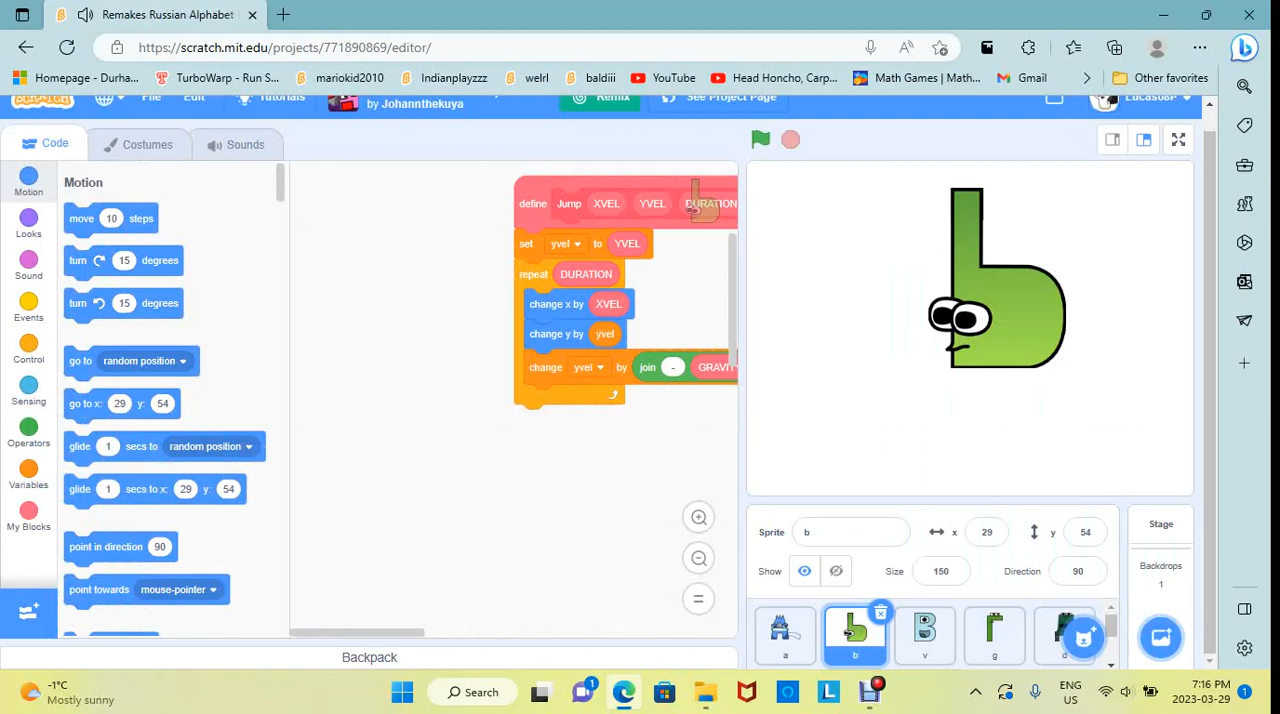 Remakes Russian Alphabet
https://scratch.mit.edu/projects/771890869/editor/
Homepage - Durha...
TurboWarp - Run S...
mariokid2010
Indianplayzzz
welrl
baldiii
YouTube
Head Honcho, Carp...
Math Games | Math...
Gmail
Other favorites
SCRATCH
File
Edit
Tutorials
by Johannthekuya
Remix
See Project Page
Lucas08P
Code
Costumes
Sounds
Motion
Looks
Sound
Events
Control
Sensing
Operators
Variables
My Blocks
Motion
move 10 steps
turn 15 degrees
turn 15 degrees
go to random position
go to x: 29 y: 54
glide 1 secs to random position
glide 1 secs to x: 29 y: 54
point in direction 90
point towards mouse-pointer
define Jump XVEL YVEL DURATION
set yvel to YVEL
repeat DURATION
change x by XVEL
change y by yvel
change yvel by join - GRAVITY
Backpack
Sprite b x 29 y 54
Show Size 150 Direction 90
a
b
v
g
d
Stage
Backdrops
1
-1°C
Mostly sunny
Search
1
ENG
US
7:16 PM
2023-03-29
1